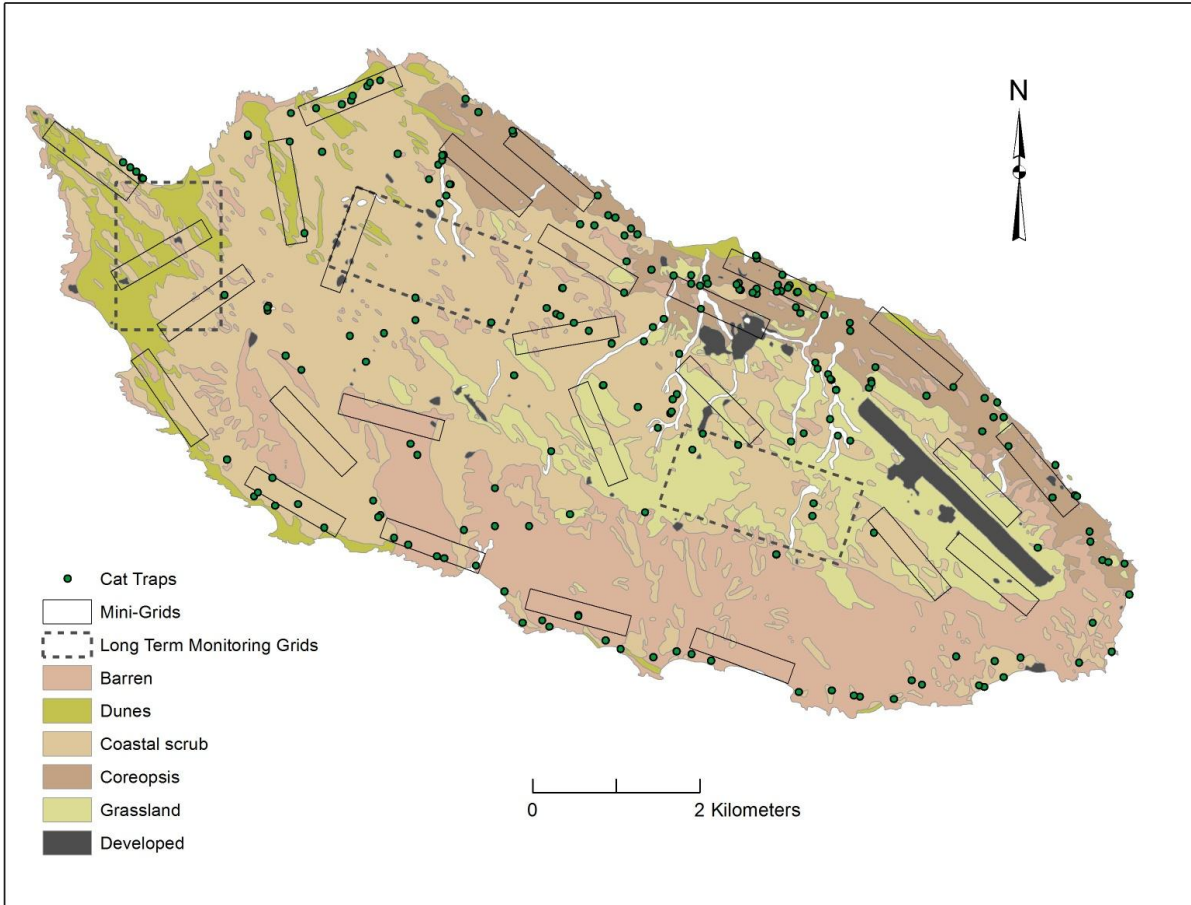 N
Cat Traps
Mini-Grids
Long Term Monitoring Grids
Barren
Dunes
Coastal scrub
Coreopsis
Grassland
Developed
0 2 Kilometers